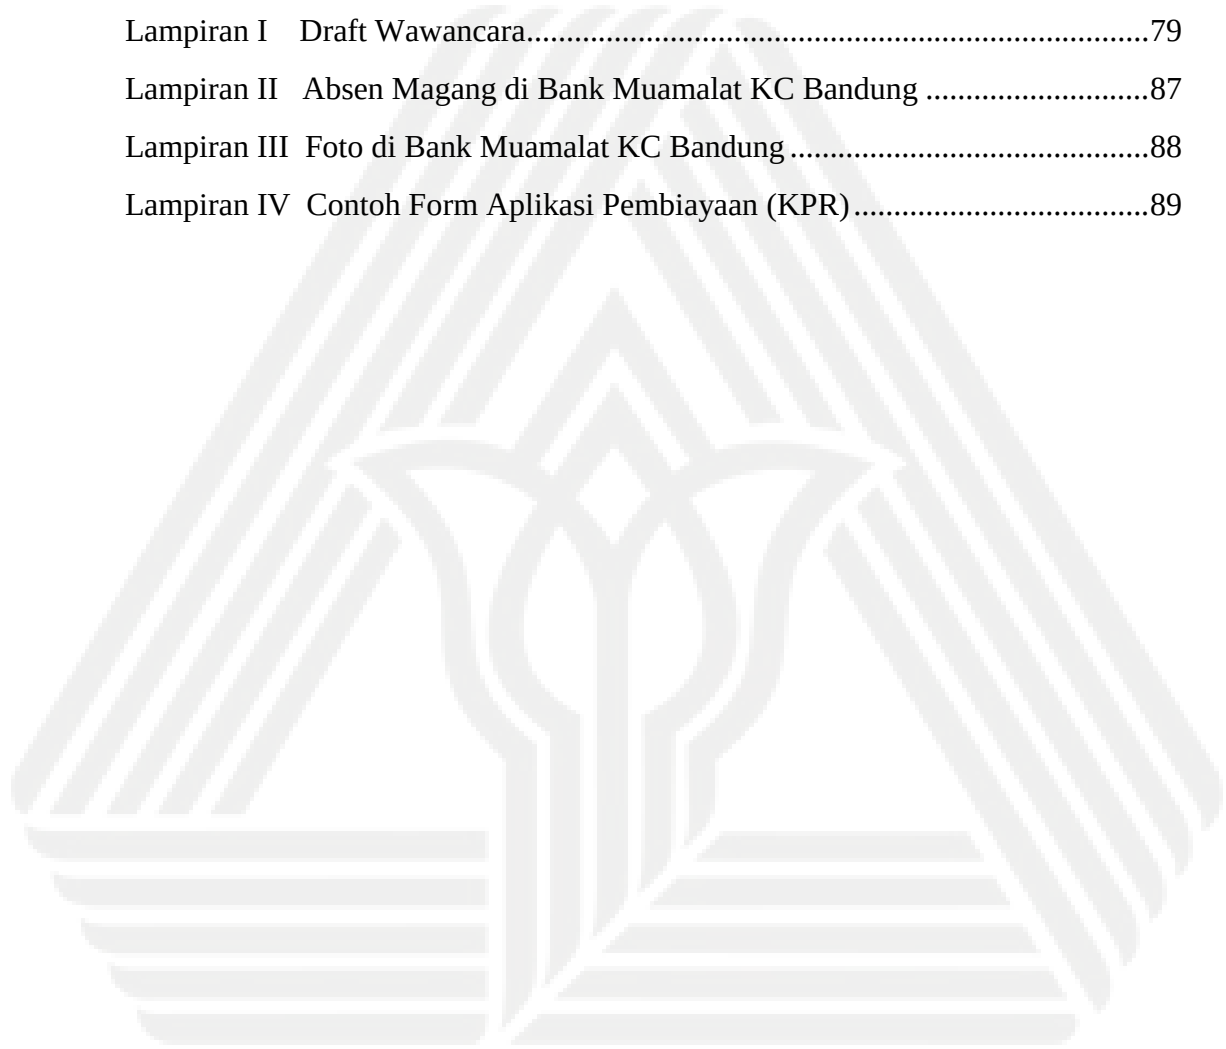 Lampiran I Draft Wawancara..............................................................................79
Lampiran II Absen Magang di Bank Muamalat KC Bandung ............................87
Lampiran III Foto di Bank Muamalat KC Bandung.............................................88
Lampiran IV Contoh Form Aplikasi Pembiayaan (KPR).....................................89